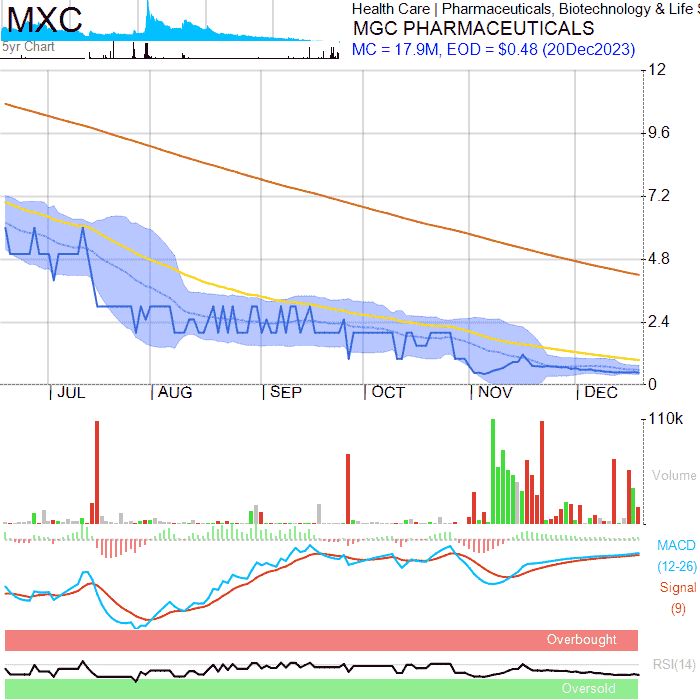 MXC
5yr Chart
Health Care | Pharmaceuticals, Biotechnology & Life S
MGC PHARMACEUTICALS
MC = 17.9M, EOD = $0.48 (20Dec2023)
12
9.6
7.2
4.8
2.4
0
|JUL |AUG |SEP |OCT |NOV |DEC
110k
Volume
MACD
(12-26)
Signal
(9)
Overbought
RSI(14)
Oversold